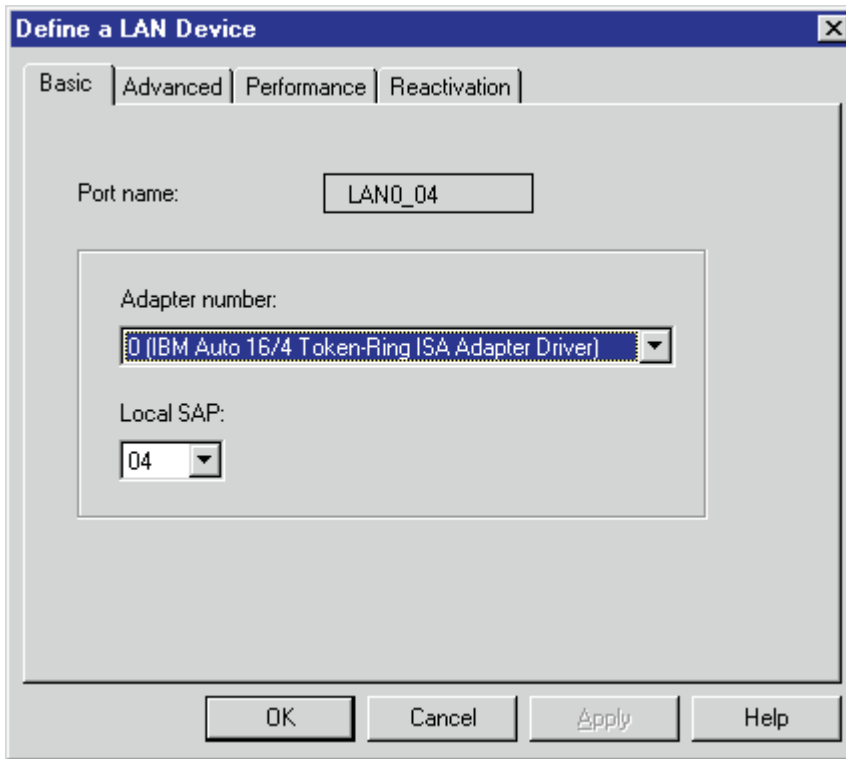 Define a LAN Device
Basic Advanced Performance Reactivation
Port name: LAN0_04
Adapter number:
0 (IBM Auto 16/4 Token-Ring ISA Adapter Driver)
Local SAP:
04
OK Cancel Apply Help